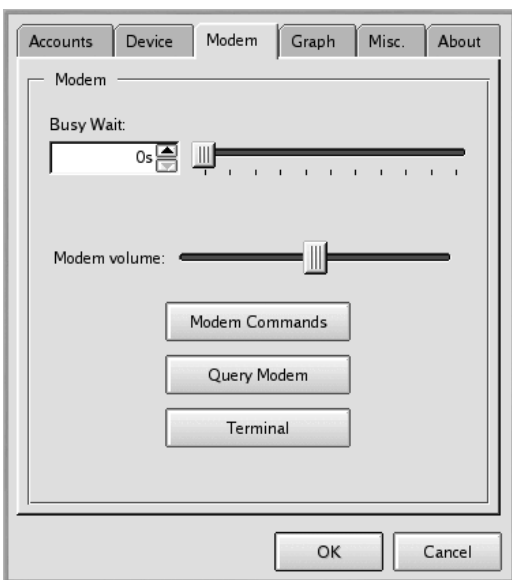 Accounts Device Modem Graph Misc. About
Modem
Busy Wait:
0s
Modem volume:
Modem Commands
Query Modem
Terminal
OK Cancel